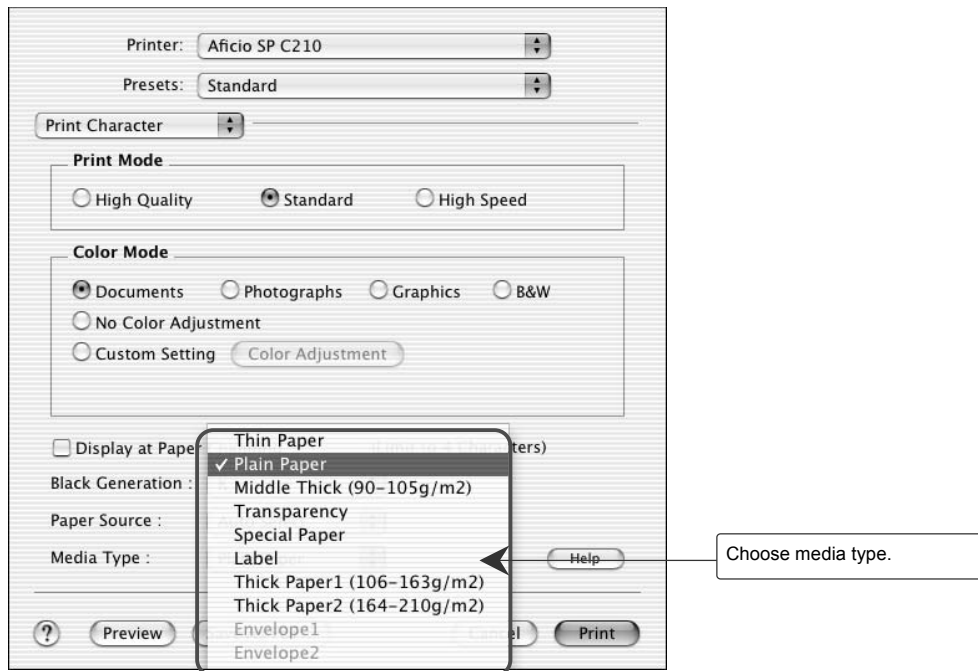 Printer: Aficio SP C210
Presets: Standard
Print Character
Print Mode
High Quality Standard High Speed
Color Mode
Documents Photographs Graphics B&W
No Color Adjustment
Custom Setting Color Adjustment
Display at Paper ters)
Black Generation :
Paper Source :
Media Type :
Thin Paper
✓ Plain Paper
Middle Thick (90-105g/m2)
Transparency
Special Paper
Label
Thick Paper1 (106-163g/m2)
Thick Paper2 (164-210g/m2)
Envelope1
Envelope2
Help
Choose media type.
? Preview Cancel Print